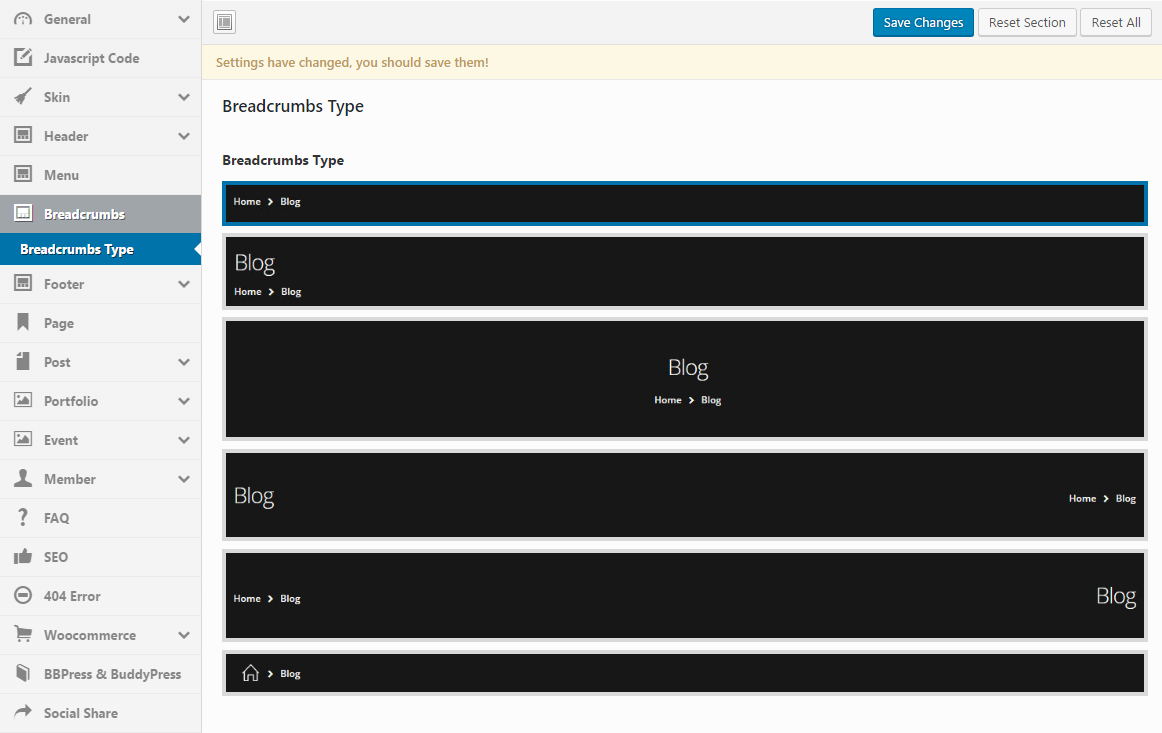 General
Javascript Code
Skin
Header
Menu
Breadcrumbs
Breadcrumbs Type
Footer
Page
Post
Portfolio
Event
Member
FAQ
SEO
404 Error
Woocommerce
BBPress & BuddyPress
Social Share
Save Changes Reset Section Reset All
Settings have changed, you should save them!
Breadcrumbs Type
Breadcrumbs Type
Home Blog
Blog
Home Blog
Blog
Home Blog
Blog Home Blog
Home Blog Blog
Blog